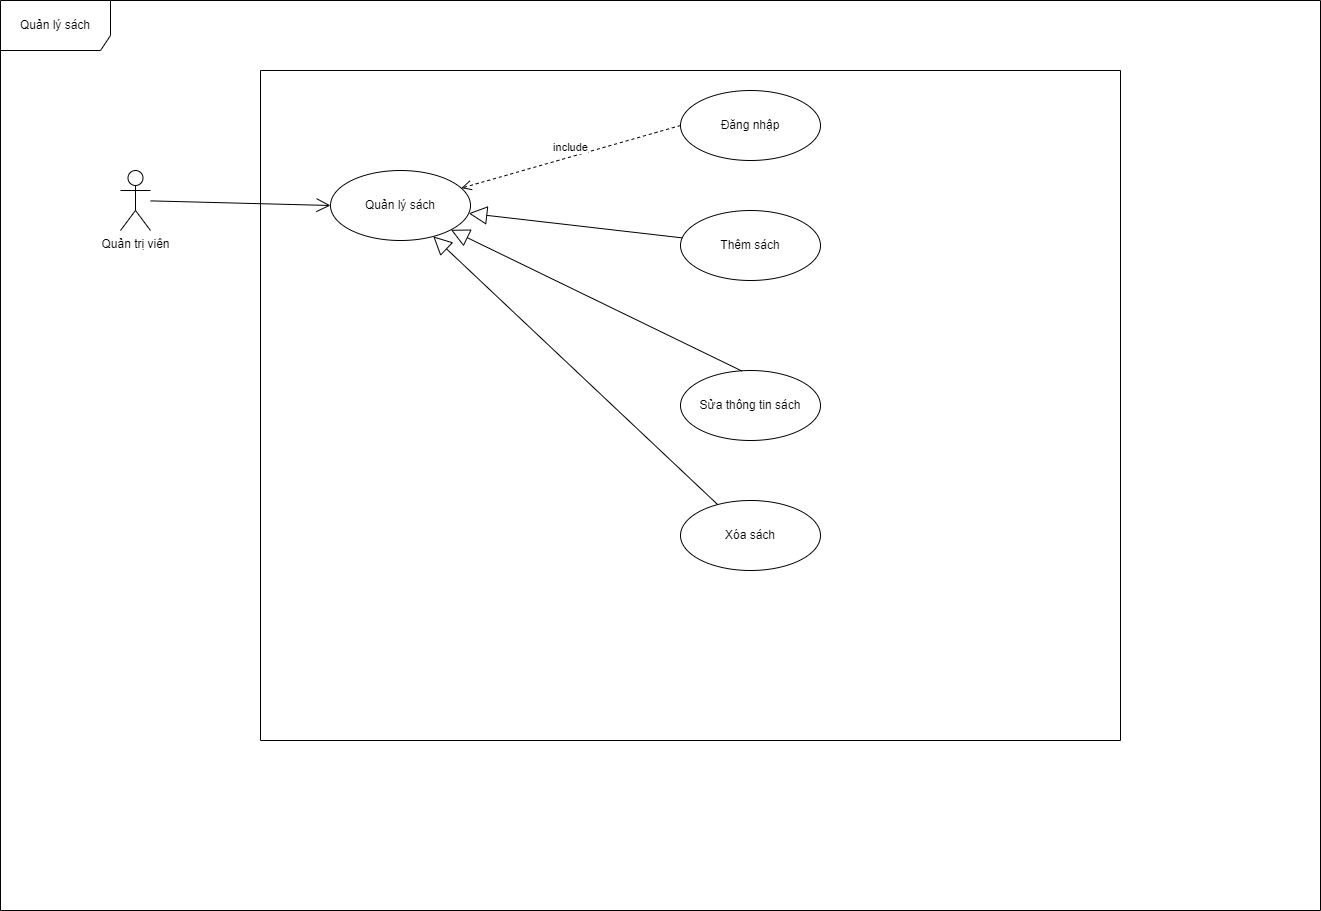 Quản lý sách
Đăng nhập
include
Quản lý sách
Quản trị viên
Thêm sách
Sửa thông tin sách
Xóa sách